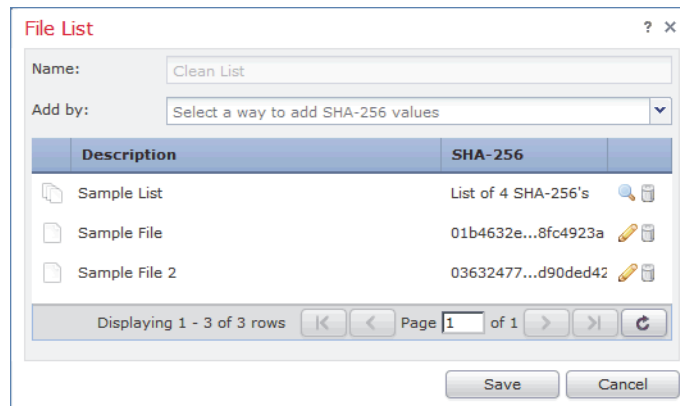 File List ?
Name: Clean List
Add by: Select a way to add SHA-256 values
Description SHA-256
Sample List List of 4 SHA-256's
Sample File 01b4632e...8fc4923a
Sample File 2 03632477...d90ded42
Displaying 1 - 3 of 3 rows Page 1 of 1
Save Cancel